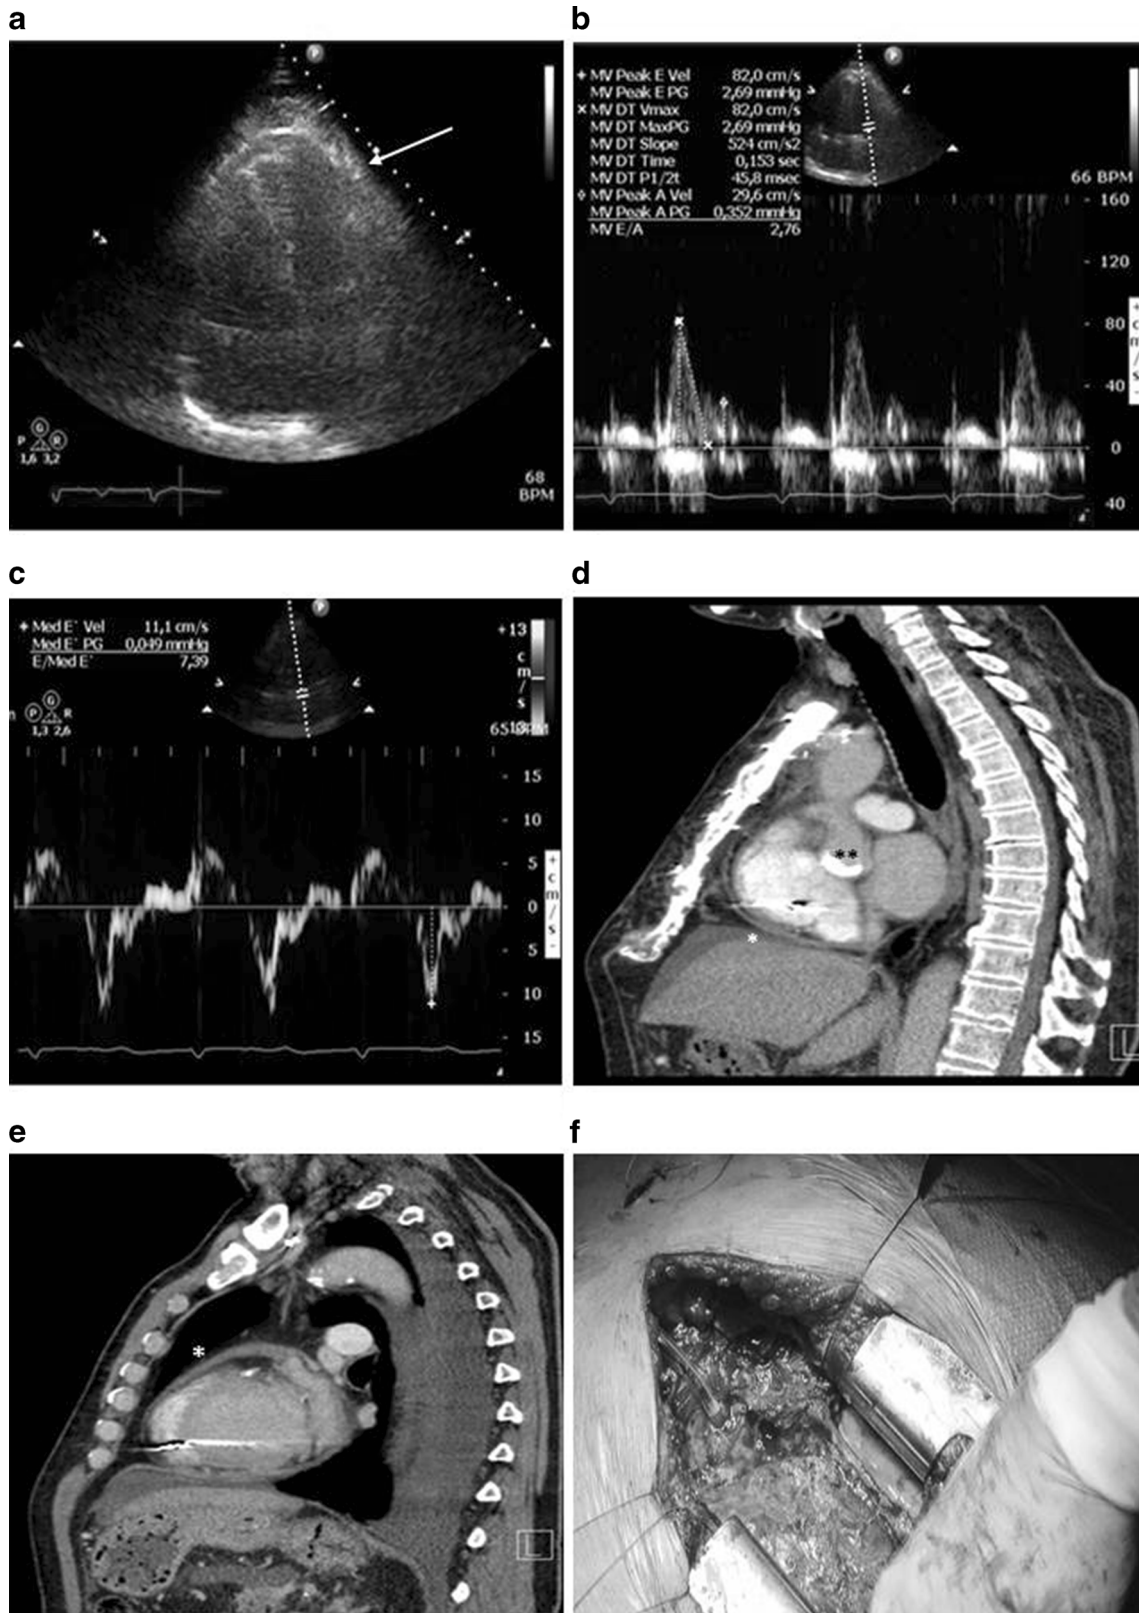 a
P
P G R
1,6 3,2
68
BPM
b
P
+ MV Peak E Vel 82,0 cm/s
MV Peak E PG 2,69 mmHg
× MV DT Vmax 82,0 cm/s
MV DT MaxPG 2,69 mmHg
MV DT Slope 524 cm/s2
MV DT Time 0,153 sec
MV DT P1/2t 45,8 msec
MV Peak A Vel 29,6 cm/s
MV Peak A PG 0,352 mmHg
MV E/A 2,76
66 BPM
160
120
80
40
0
40
+
c
m
/
s
-
c
+ Med E` Vel 11,1 cm/s
Med E` PG 0,049 mmHg
E/Med E` 7,39
P
P G R
1,3 2,6
+13
c
m
/
s
15
10
5
0
5
10
15
+
c
m
/
s
-
d
**
*
L
e
*
L
f